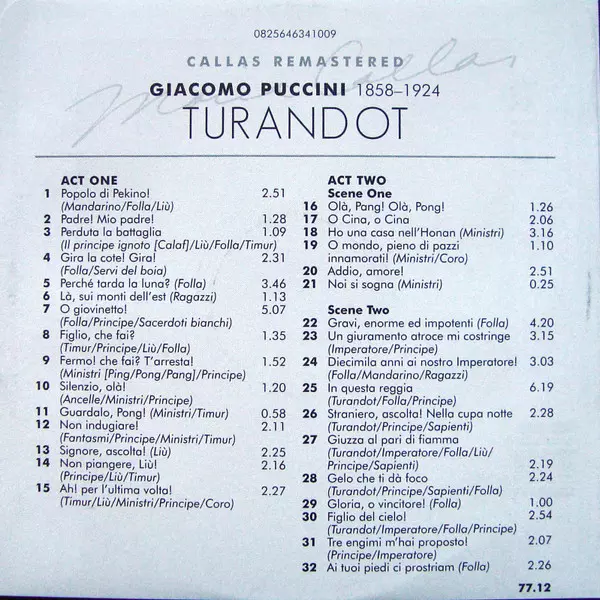 0825646341009
CALLAS REMASTERED
Maria Callas
GIACOMO PUCCINI 1858–1924
TURANDOT
ACT ONE
1 Popolo di Pekino! 2.51
(Mandarino/Folla/Liù)
2 Padre! Mio padre! 1.28
3 Perduta la battaglia 1.09
(Il principe ignoto [Calaf]/Liù/Folla/Timur)
4 Gira la cote! Gira! 2.31
(Folla/Servi del boia)
5 Perché tarda la luna? (Folla) 3.46
6 Là, sui monti dell'est (Ragazzi) 1.13
7 O giovinetto! 5.07
(Folla/Principe/Sacerdoti bianchi)
8 Figlio, che fai? 1.35
(Timur/Principe/Liù/Folla)
9 Fermo! che fai? T'arresta! 1.52
(Ministri [Ping/Pong/Pang]/Principe)
10 Silenzio, olà! 1.20
(Ancelle/Ministri/Principe)
11 Guardalo, Pong! (Ministri/Timur) 0.58
12 Non indugiare! 2.11
(Fantasmi/Principe/Ministri/Timur)
13 Signore, ascolta! (Liù) 2.25
14 Non piangere, Liù! 2.16
(Principe/Liù/Timur)
15 Ah! per l'ultima volta! 2.27
(Timur/Liù/Ministri/Principe/Coro)
ACT TWO
Scene One
16 Olà, Pang! Olà, Pong! 1.26
17 O Cina, o Cina 2.06
18 Ho una casa nell'Honan (Ministri) 3.16
19 O mondo, pieno di pazzi 1.10
innamorati! (Ministri/Coro)
20 Addio, amore! 2.51
21 Noi si sogna (Ministri) 0.25
Scene Two
22 Gravi, enorme ed impotenti (Folla) 4.20
23 Un giuramento atroce mi costringe 3.15
(Imperatore/Principe)
24 Diecimila anni ai nostro Imperatore! 3.03
(Folla/Mandarino/Ragazzi)
25 In questa reggia 6.19
(Turandot/Folla/Principe)
26 Straniero, ascolta! Nella cupa notte 2.28
(Turandot/Principe/Sapienti)
27 Giuzza al pari di fiamma
(Turandot/Imperatore/Folla/Liù/
Principe/Sapienti) 2.19
28 Gelo che ti dà foco 2.24
(Turandot/Principe/Sapienti/Folla)
29 Gloria, o vincitore! (Folla) 1.00
30 Figlio del cielo! 2.54
(Turandot/Imperatore/Folla/Principe)
31 Tre engimi m'hai proposto! 2.07
(Principe/Imperatore)
32 Ai tuoi piedi ci prostriam (Folla) 2.26
77.12